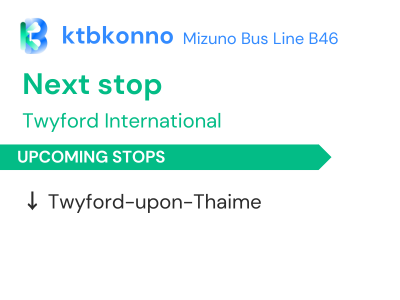 ktbkonno Mizuno Bus Line B46
Next stop
Twyford International
UPCOMING STOPS
↓ Twyford-upon-Thaime